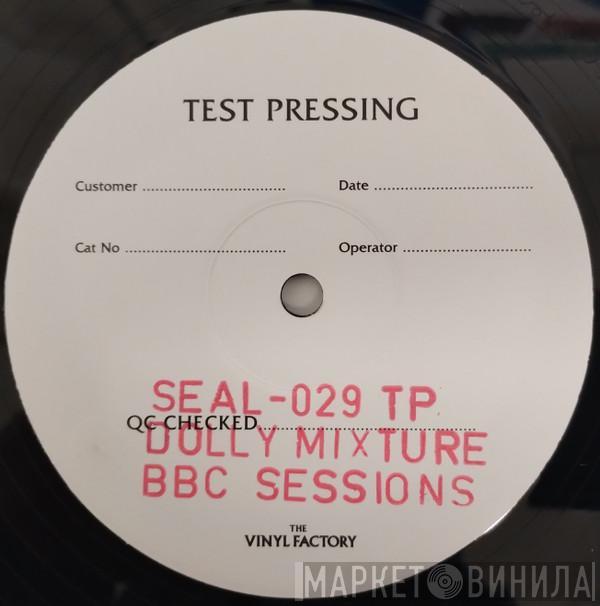 TEST PRESSING
Customer ................................ Date ....................................
Cat No .................................... Operator .............................
SEAL-029 TP
QC CHECKED.................................................
DOLLY MIXTURE
BBC SESSIONS
THE
VINYL FACTORY
МАРКЕТ ВИНИЛА